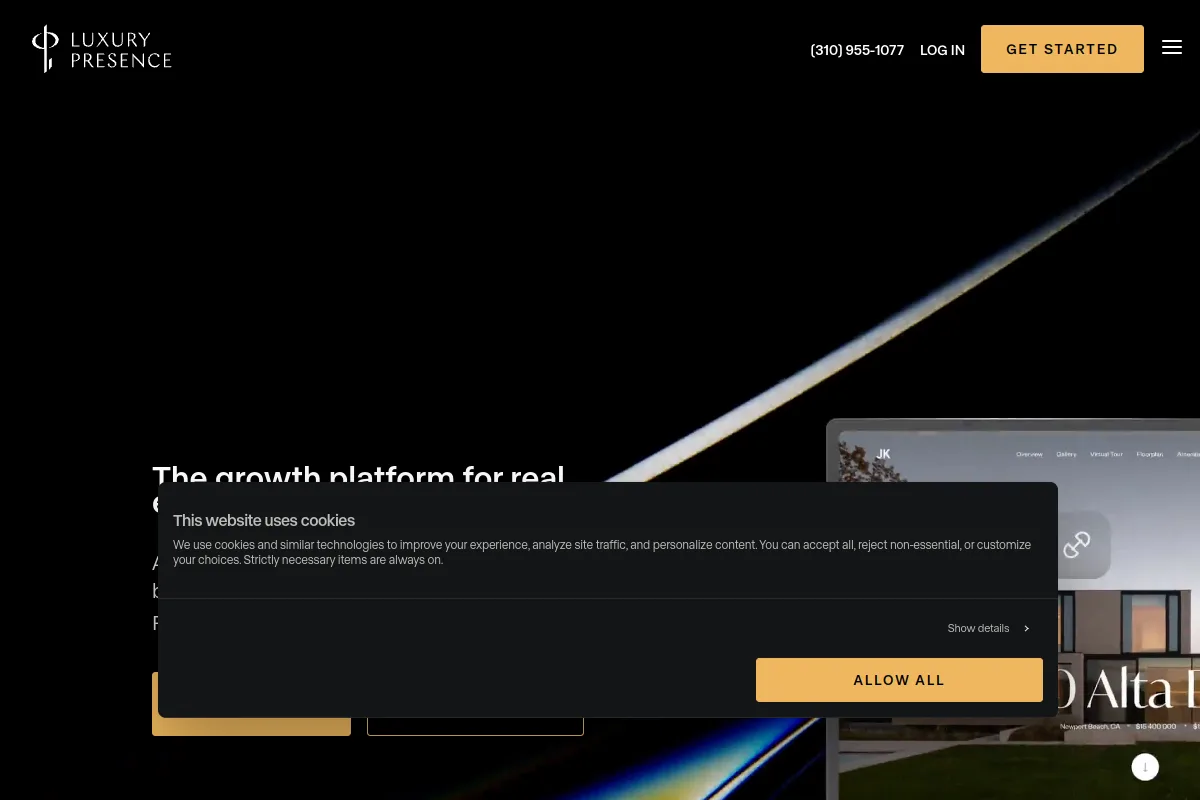 LUXURY
PRESENCE
(310) 955-1077
LOG IN
GET STARTED
The growth platform for real
JK
Overview
Gallery
Virtual Tour
Floorplan
This website uses cookies
We use cookies and similar technologies to improve your experience, analyze site traffic, and personalize content. You can accept all, reject non-essential, or customize
your choices. Strictly necessary items are always on.
Show details
ALLOW ALL
Alta
Newport Beach, CA
$16 400 000